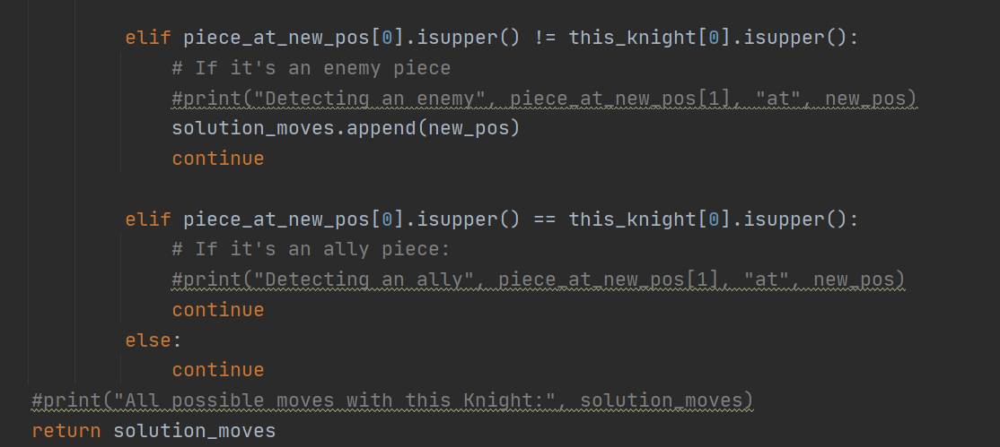 elif piece_at_new_pos[0].isupper() != this_knight[0].isupper():
# If it's an enemy piece
#print("Detecting an enemy", piece_at_new_pos[1], "at", new_pos)
solution_moves.append(new_pos)
continue
elif piece_at_new_pos[0].isupper() == this_knight[0].isupper():
# If it's an ally piece:
#print("Detecting an ally", piece_at_new_pos[1], "at", new_pos)
continue
else:
continue
#print("All possible moves with this Knight:", solution_moves)
return solution_moves